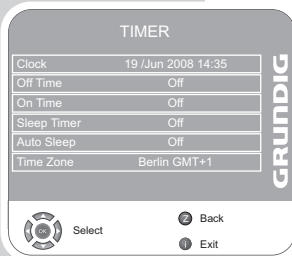 TIMER
Clock 19 /Jun 2008 14:35
Off Time Off
On Time Off
Sleep Timer Off
Auto Sleep Off
Time Zone Berlin GMT+1
GRUNDIG
OK Select
Z Back
i Exit